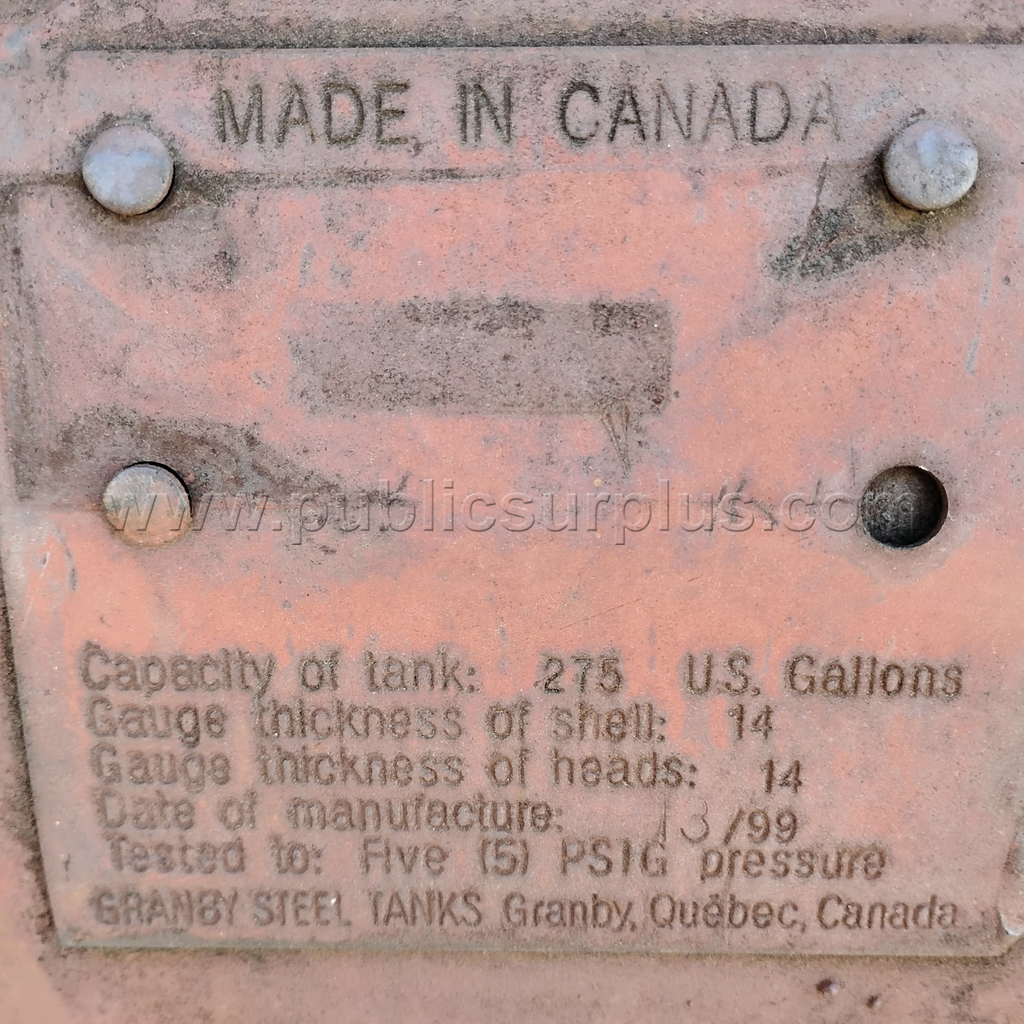 MADE IN CANADA
www.publicsurplus.com
Capacity of tank: 275 U.S. Gallons
Gauge thickness of shell: 14
Gauge thickness of heads: 14
Date of manufacture: 13/99
Tested to: Five (5) PSIG pressure
GRANBY STEEL TANKS Granby, Québec, Canada